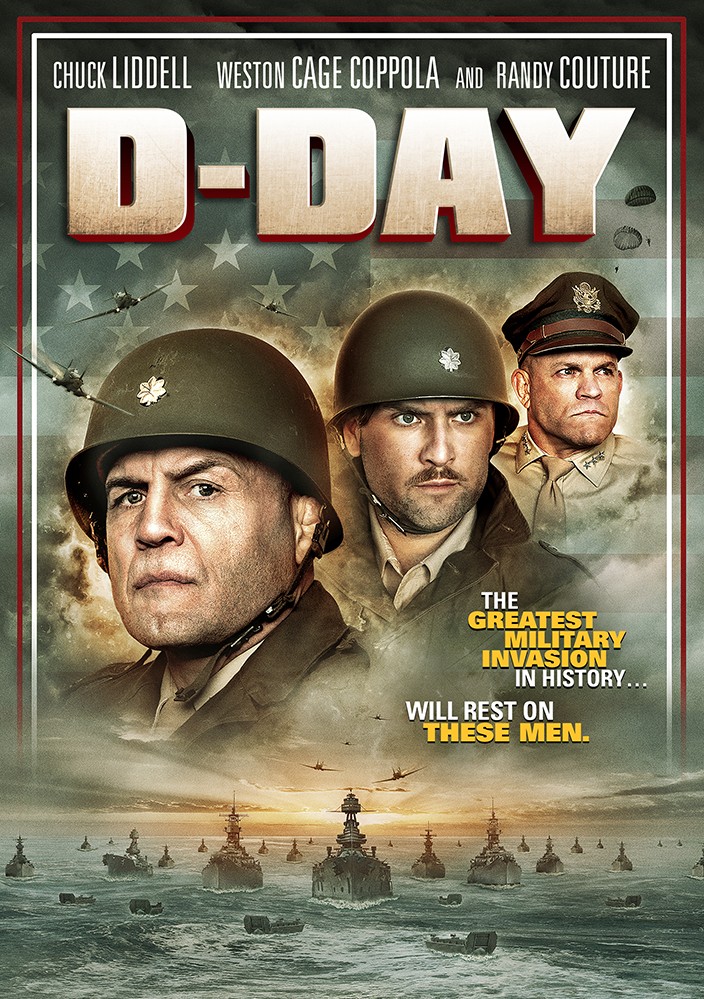 CHUCK LIDDELL WESTON CAGE COPPOLA AND RANDY COUTURE
D-DAY
THE
GREATEST
MILITARY
INVASION
IN HISTORY...
WILL REST ON
THESE MEN.